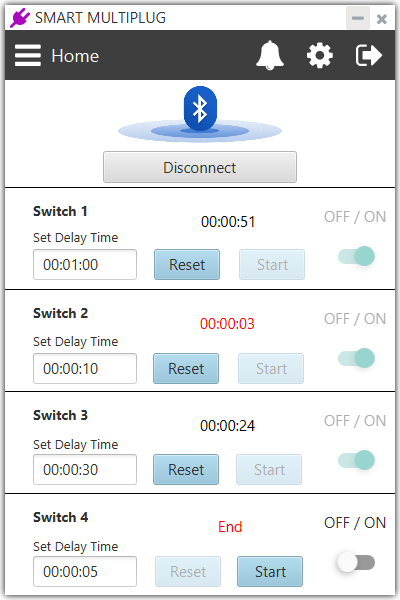 SMART MULTIPLUG
Home
Disconnect
Switch 1
00:00:51
OFF / ON
Set Delay Time
00:01:00
Reset
Start
Switch 2
00:00:03
OFF / ON
Set Delay Time
00:00:10
Reset
Start
Switch 3
00:00:24
OFF / ON
Set Delay Time
00:00:30
Reset
Start
Switch 4
End
OFF / ON
Set Delay Time
00:00:05
Reset
Start